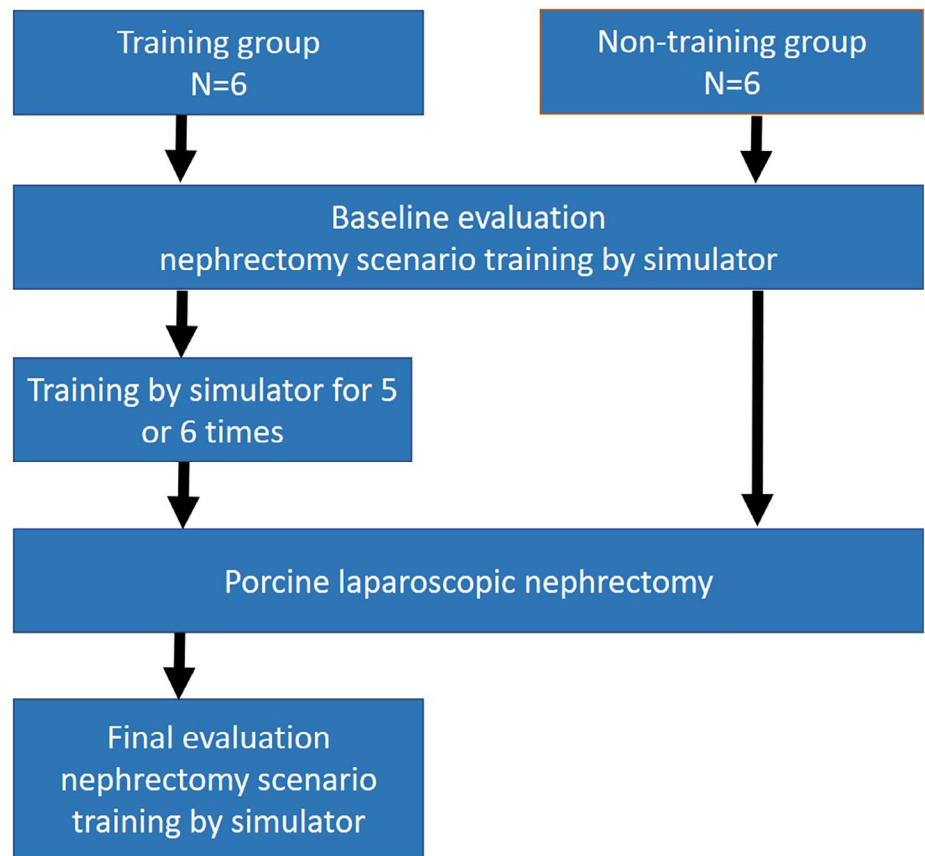 Training group
N=6
Non-training group
N=6
Baseline evaluation
nephrectomy scenario training by simulator
Training by simulator for 5
or 6 times
Porcine laparoscopic nephrectomy
Final evaluation
nephrectomy scenario
training by simulator